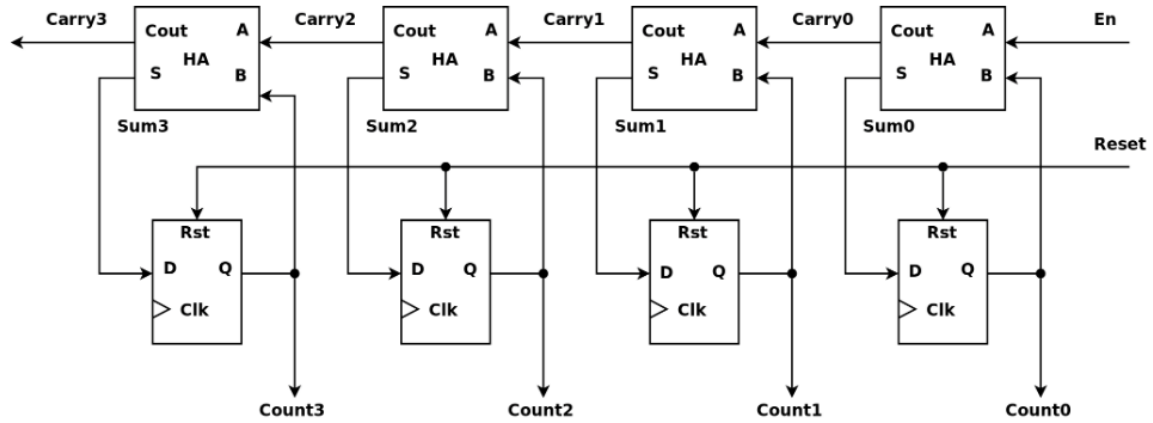 Carry3 Carry2 Carry1 Carry0 En
Cout A Cout A Cout A Cout A
HA HA HA HA
S B S B S B S B
Sum3 Sum2 Sum1 Sum0
Reset
Rst Rst Rst Rst
D Q D Q D Q D Q
Clk Clk Clk Clk
Count3 Count2 Count1 Count0